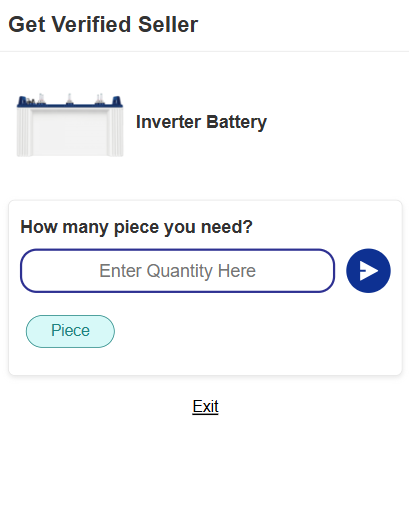 Get Verified Seller
Inverter Battery
How many piece you need?
Enter Quantity Here
Piece
Exit